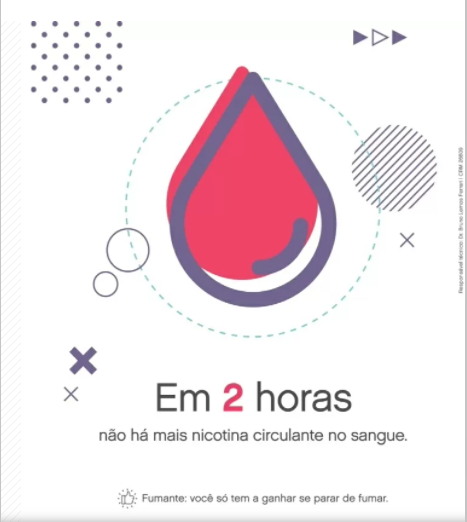 Em 2 horas
não há mais nicotina circulante no sangue.
Fumante: você só tem a ganhar se parar de fumar.